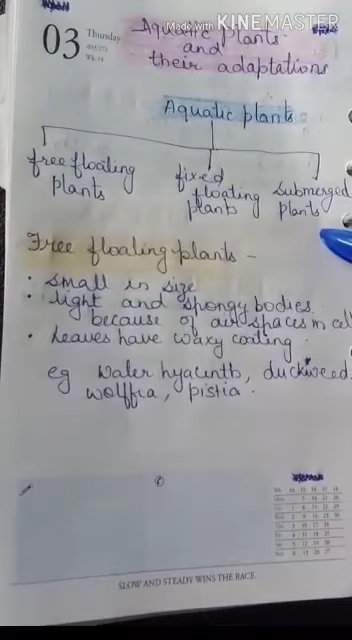 Made with KINEMASTER
03 Thursday
Aquatic plants
and
their adaptations
Aquatic plants
free floating plants
fixed floating plants
submerged plants
Free floating plants -
• small in size
• light and spongy bodies
because of air spaces in cell
• Leaves have waxy coating.
eg Water hyacinth, duckweed,
wolffia, pistia.
SLOW AND STEADY WINS THE RACE